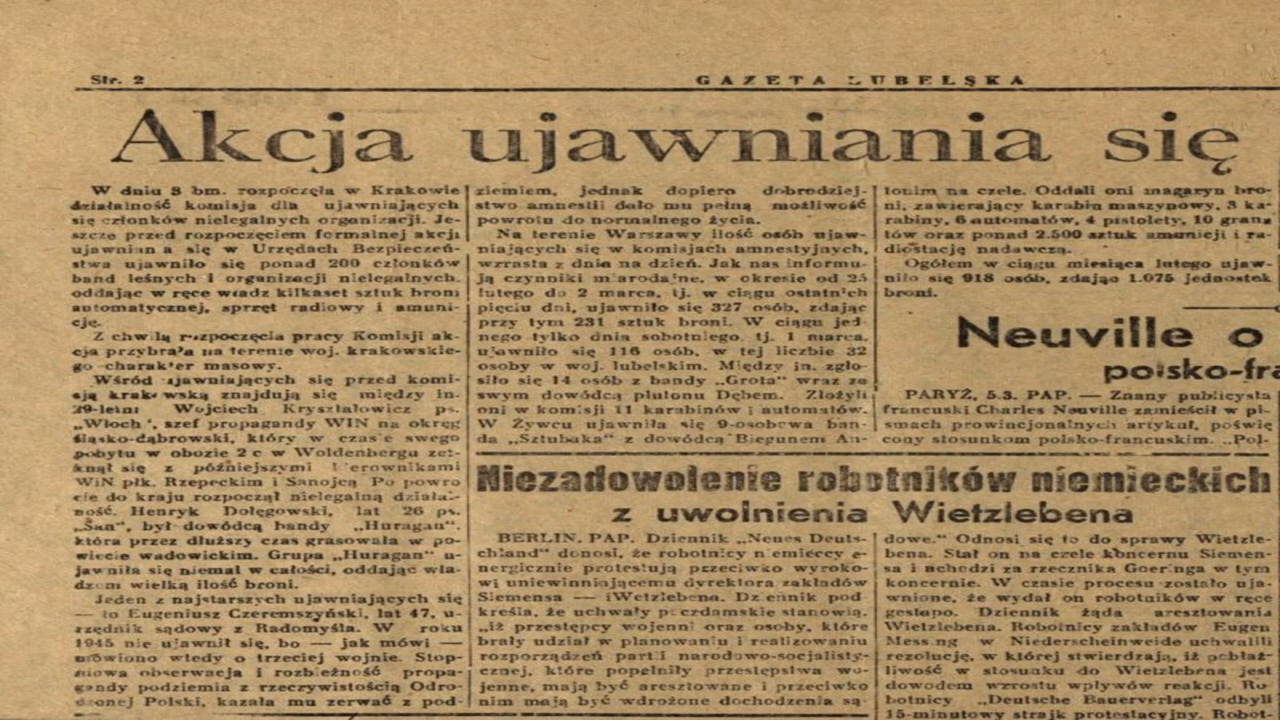 Str. 2
GAZETA LUBELSKA
Akcja ujawniania się
W dniu 3 bm. rozpoczęła w Krakowie
działalność komisja dla ujawniających
się członków nielegalnych organizacji. Je-
szcze przed rozpoczęciem formalnej akcji
ujawniania się w Urzędach Bezpieczeń-
stwa ujawniło się ponad 200 członków
band leśnych i organizacji nielegalnych,
oddając w ręce władz kilkaset sztuk broni
automatycznej, sprzęt radiowy i amuni-
cję.
Z chwilą rozpoczęcia pracy Komisji ak-
cja przybrała na terenie woj. krakowskie-
go charakter masowy.
Wśród ujawniających się przed komi-
sją krakowską znajdują się między in.
29-letni Wojciech Kryształowicz ps.
„Włoch", szef propagandy WIN na okręg
śląsko-dąbrowski, który w czasie swego
pobytu w obozie 2 c w Woldenbergu zet-
knął się z późniejszymi kierownikami
WiN płk. Rzepeckim i Sanojcą Po powro
cie do kraju rozpoczął nielegalną działal-
ność. Henryk Dołęgowski, lat 26 ps.
„San", był dowódcą bandy „Huragan",
która przez dłuższy czas grasowała w po-
wiecie wadowickim. Grupa „Huragan" u-
jawniła się niemal w całości, oddając wła-
dzom wielką ilość broni.
Jeden z najstarszych ujawniających się
— to Eugeniusz Czeremszyński, lat 47, u-
rzędnik sądowy z Radomyśla. W roku
1945 nie ujawnił się, bo — jak mówi —
mówiono wtedy o trzeciej wojnie. Stop-
niowa obserwacja i rozbieżność propa-
gandy podziemia z rzeczywistością Odro-
dzonej Polski, kazała mu zerwać z pod-
ziemiem, jednak dopiero dobrodziej-
stwo amnestii dało mu pełną możliwość
powrotu do normalnego życia.
Na terenie Warszawy ilość osób ujaw-
niających się w komisjach amnestyjnych,
wzrasta z dnia na dzień. Jak nas informu-
ją czynniki miarodajne, w okresie od 25
lutego do 2 marca, tj. w ciągu ostatnich
pięciu dni, ujawniło się 327 osób, zdając
przy tym 231 sztuk broni. W ciągu jed-
nego tylko dnia sobotniego, tj. 1 marca,
ujawniło się 116 osób, w tej liczbie 32
osoby w woj. lubelskim. Między in. zgło-
siło się 14 osób z bandy „Grota" wraz ze
swym dowódcą plutonu Dębem. Złożyli
oni w komisji 11 karabinów i automatów.
W Żywcu ujawniła się 9-osobowa ban-
da „Sztubaka" z dowódcą Biegunem An-
tonim na czele. Oddali oni magazyn bro-
ni, zawierający karabin maszynowy, 3 ka-
rabiny, 6 automatów, 4 pistolety, 10 grana
tów oraz ponad 2.500 sztuk amunicji i ra-
diostację nadawczą.
Ogółem w ciągu miesiąca lutego ujaw-
niło się 918 osób, zdając 1.075 jednostek
broni.
Neuville o
polsko-fra
PARYŻ, 5.3. PAP. — Znany publicysta
francuski Charles Neuville zamieścił w pi-
smach prowincjonalnych artykuł, poświę
cony stosunkom polsko-francuskim. „Pol-
Niezadowolenie robotników niemieckich
z uwolnienia Wietzlebena
BERLIN. PAP. Dziennik „Neues Deuts-
chland" donosi, że robotnicy niemieccy e-
nergicznie protestują przeciwko wyroko-
wi uniewinniającemu dyrektora zakładów
Siemensa — iWetzlebena. Dziennik pod
kreśla, że uchwały poczdamskie stanowią,
„iż przestępcy wojenni oraz osoby, które
brały udział w planowaniu i realizowaniu
rozporządzeń partii narodowo-socjalisty-
cznej, które popełniły przestępstwa wo-
jenne, mają być aresztowane i przeciwko
nim mają być wdrożone dochodzenia są-
dowe." Odnosi się to do sprawy Wietzle-
bena. Stał on na czele koncernu Siemen-
sa i uchodzi za rzecznika Goeringa w tym
koncernie. W czasie procesu zostało uja-
wnione, że wydał on robotników w ręce
gestapo. Dziennik żąda aresztowania
Wietzlebena. Robotnicy zakładów Eugen
Messing w Niederscheinweide uchwalili
rezolucję, w której stwierdzają, iż pobłaż-
liwość w stosunku do Wietzlebena jest
dowodem wzrostu wpływów reakcji. Ro-
botnicy „Deutsche Bauverlag" odbyli
15-minutowy strajk protestacyjny. Robot-